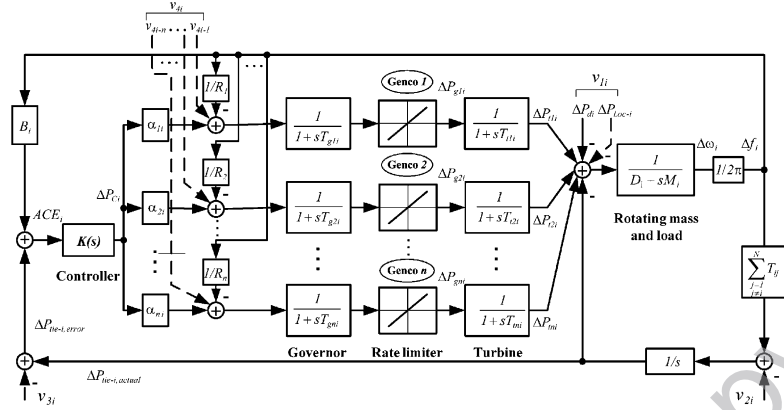 v4i
v4i-n .... v4i-1
Genco 1
v1i
1/R1
ΔPg1i
ΔPdi ΔPLoc-i
Bi
α1i
1 / 1+sTg1i
1 / 1+sTt1i
ΔPt1i
Δωi
Δfi
1/R2
Genco 2
ΔPg2i
1 / Di−sMi
1/2π
ΔPCi
ACEi
α2i
1 / 1+sTg2i
1 / 1+sTt2i
ΔPt2i
Rotating mass
and load
K(s)
Controller
1/Rn
Genco n
ΔPgni
N ∑ Tij j−1 j≠i
αni
1 / 1+sTgni
1 / 1+sTtni
ΔPtni
ΔPtie-i,error
Governor
Rate limiter
Turbine
1/s
ΔPtie-i,actual
v3i
v2i